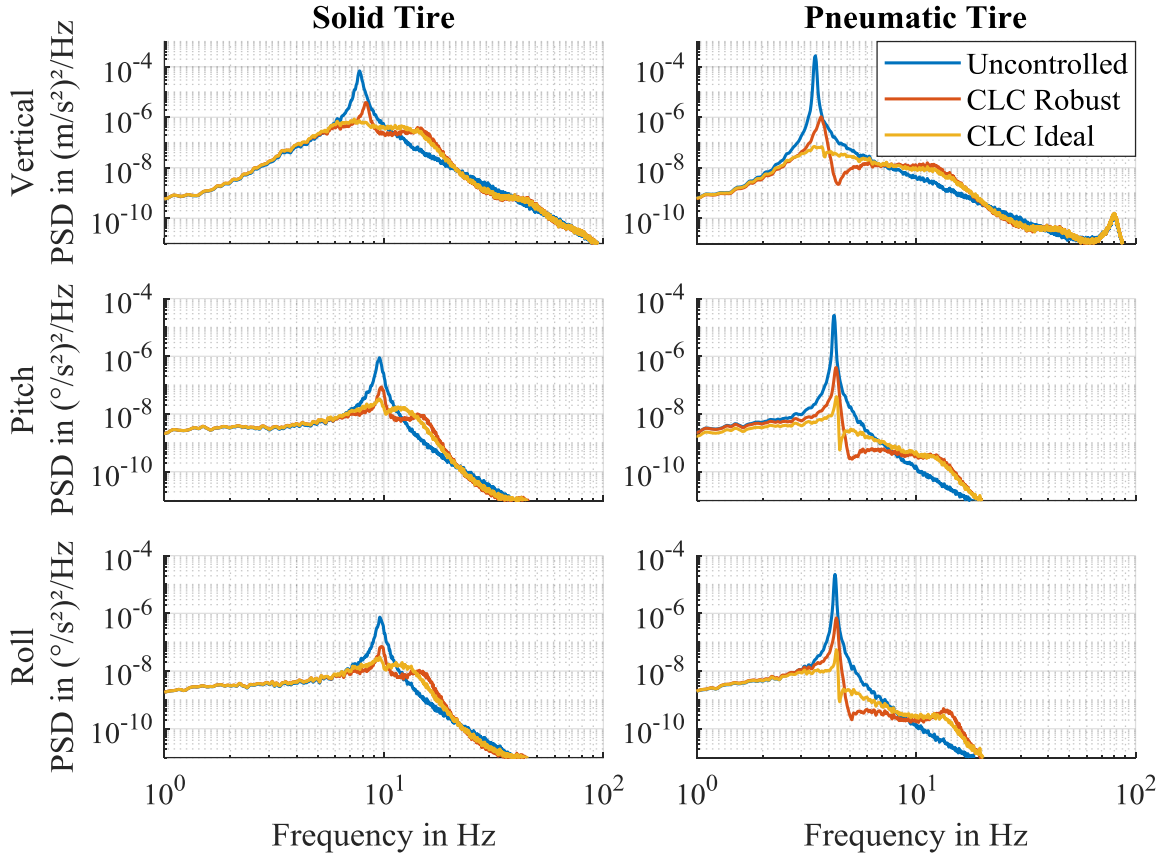 Solid Tire
Pneumatic Tire
Vertical
PSD in (m/s²)²/Hz
10⁻⁴
10⁻⁶
10⁻⁸
10⁻¹⁰
10⁻⁴
10⁻⁶
10⁻⁸
10⁻¹⁰
Uncontrolled
CLC Robust
CLC Ideal
Pitch
PSD in (°/s²)²/Hz
10⁻⁴
10⁻⁶
10⁻⁸
10⁻¹⁰
10⁻⁴
10⁻⁶
10⁻⁸
10⁻¹⁰
Roll
PSD in (°/s²)²/Hz
10⁻⁴
10⁻⁶
10⁻⁸
10⁻¹⁰
10⁻⁴
10⁻⁶
10⁻⁸
10⁻¹⁰
10⁰ 10¹ 10²
10⁰ 10¹ 10²
Frequency in Hz
Frequency in Hz